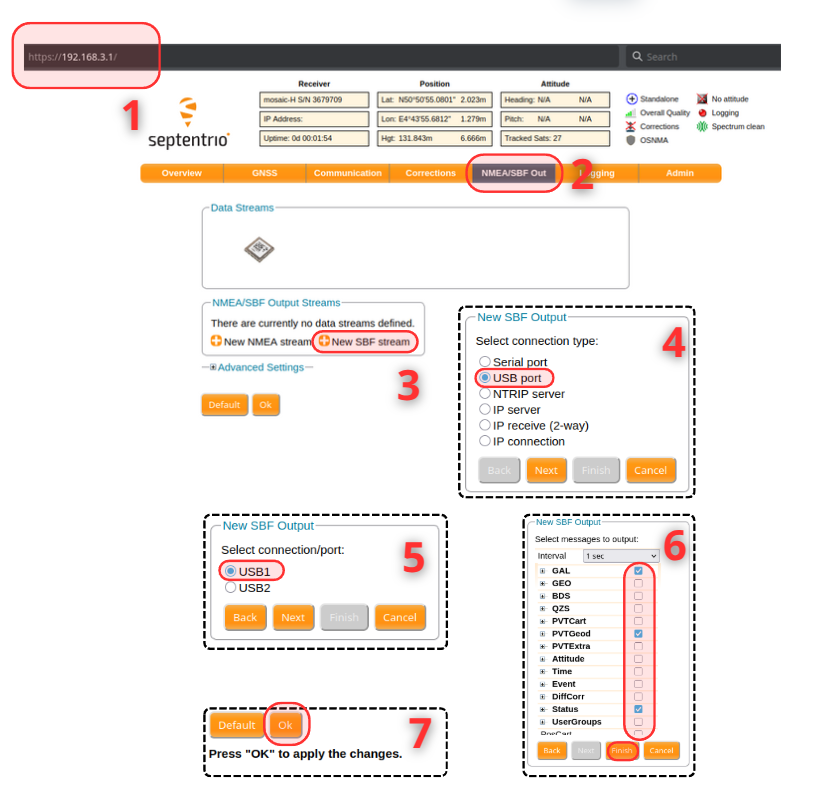 https://192.168.3.1/
Search
1
septentrio
Receiver
mosaic-H S/N 3679709
IP Address:
Uptime: 0d 00:01:54
Position
Lat: N50°50'55.0801" 2.023m
Lon: E4°43'55.6812" 1.279m
Hgt: 131.843m 6.666m
Attitude
Heading: N/A N/A
Pitch: N/A N/A
Tracked Sats: 27
Standalone
Overall Quality
Corrections
OSNMA
No attitude
Logging
Spectrum clean
Overview GNSS Communication Corrections NMEA/SBF Out Admin
2
Data Streams
NMEA/SBF Output Streams
There are currently no data streams defined.
New NMEA stream New SBF stream
Advanced Settings
3
Default Ok
New SBF Output
4
Select connection type:
Serial port
USB port
NTRIP server
IP server
IP receive (2-way)
IP connection
Back Next Finish Cancel
New SBF Output
5
Select connection/port:
USB1
USB2
Back Next Finish Cancel
New SBF Output
6
Select messages to output:
Interval 1 sec
GAL
GEO
BDS
QZS
PVTCart
PVTGeod
PVTExtra
Attitude
Time
Event
DiffCorr
Status
UserGroups
PosCart
Back Next Finish Cancel
Default Ok
7
Press "OK" to apply the changes.